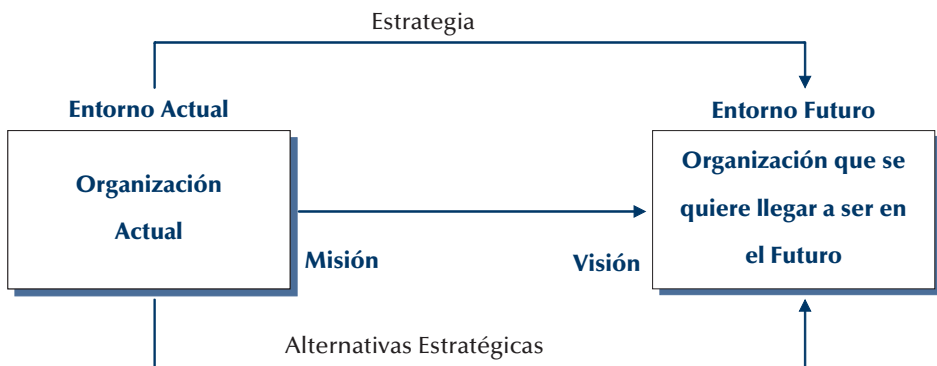 Estrategia
Entorno Actual
Entorno Futuro
Organización
Actual
Organización que se
quiere llegar a ser en
el Futuro
Misión
Visión
Alternativas Estratégicas